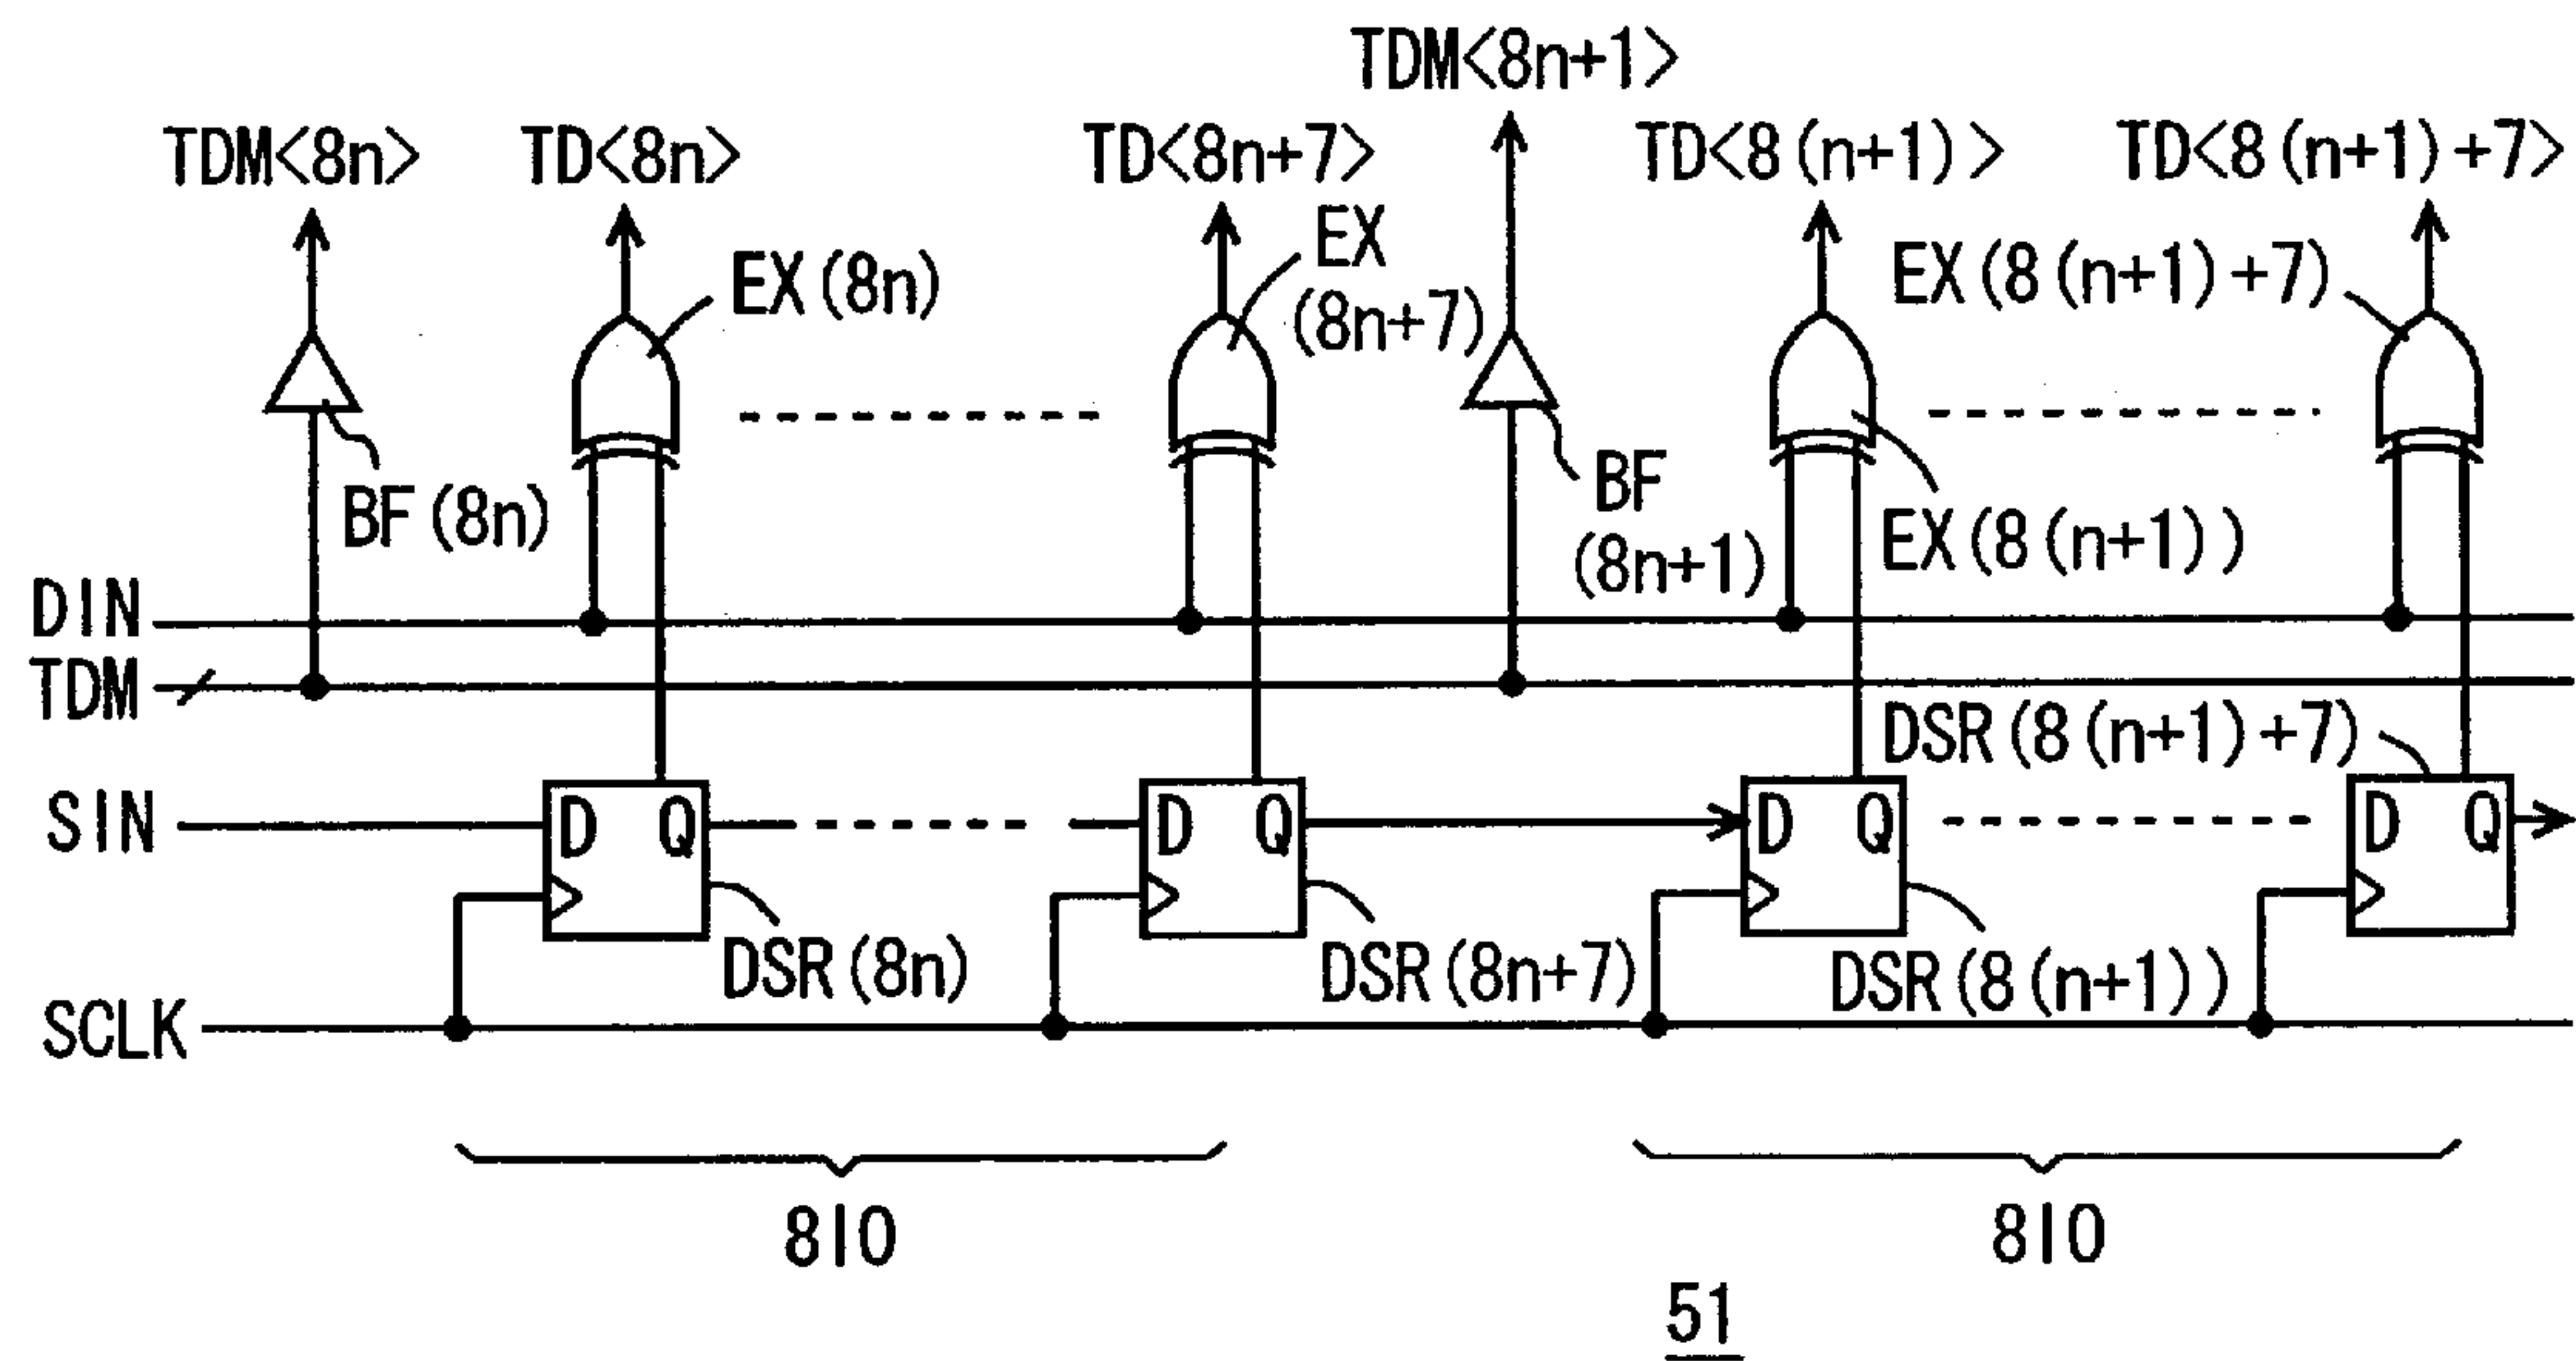 TDM<8n+1>
TDM<8n>
TD<8n>
TD<8n+7>
TD<8(n+1)>
TD<8(n+1)+7>
EX(8n)
EX
(8n+7)
EX(8(n+1)+7)
BF(8n)
BF
(8n+1)
EX(8(n+1))
DIN
TDM
DSR(8(n+1)+7)
SIN
D Q
D Q
D Q
D Q
DSR(8n)
DSR(8n+7)
DSR(8(n+1))
SCLK
8IO
8IO
51